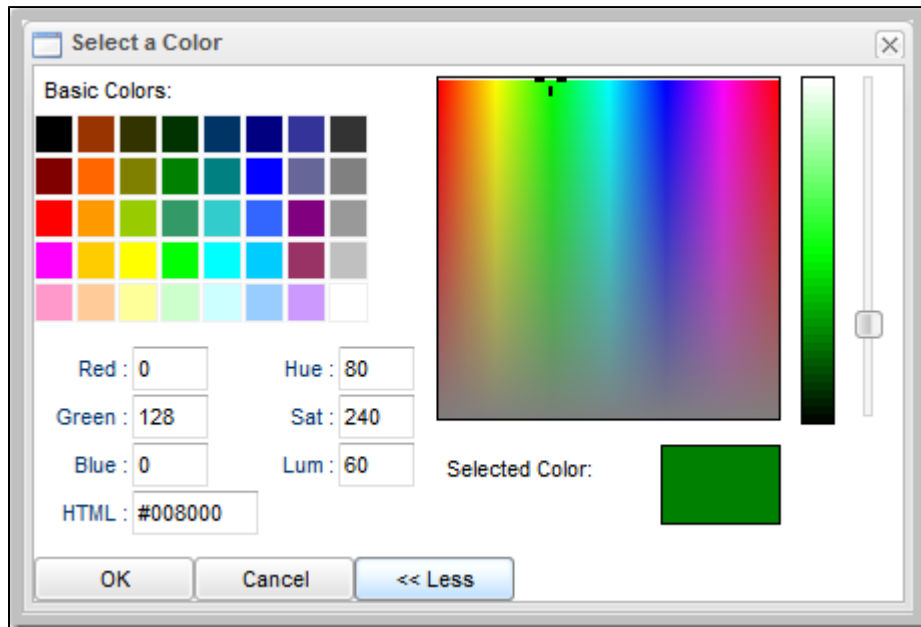 Select a Color
Basic Colors:
Red : 0 Hue : 80
Green : 128 Sat : 240
Blue : 0 Lum : 60
HTML : #008000
Selected Color:
OK Cancel << Less